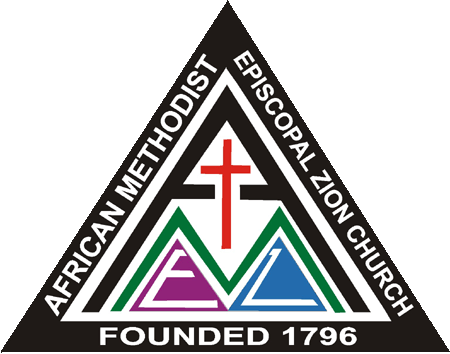 AFRICAN METHODIST
EPISCOPAL ZION CHURCH
A
M
E Z
FOUNDED 1796